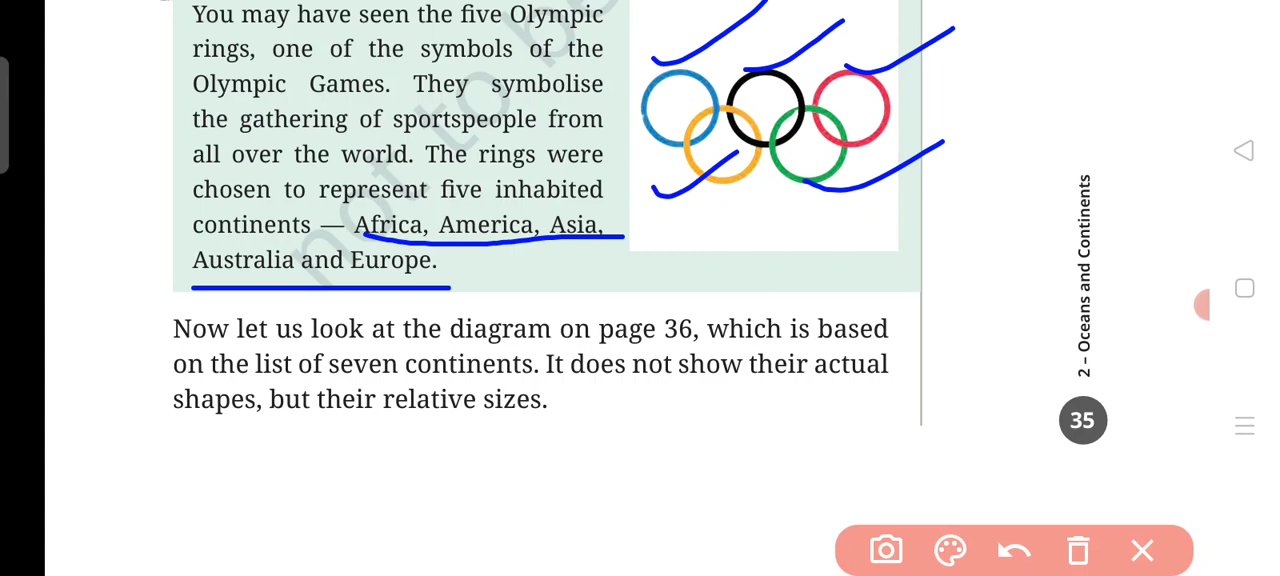 You may have seen the five Olympic
rings, one of the symbols of the
Olympic Games. They symbolise
the gathering of sportspeople from
all over the world. The rings were
chosen to represent five inhabited
continents — Africa, America, Asia,
Australia and Europe.
Now let us look at the diagram on page 36, which is based
on the list of seven continents. It does not show their actual
shapes, but their relative sizes.
2 – Oceans and Continents
35
not to be